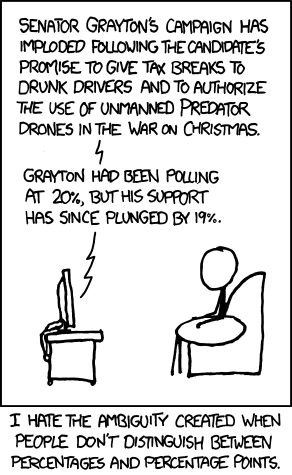 SENATOR GRAYTON'S CAMPAIGN HAS
IMPLODED FOLLOWING THE CANDIDATE'S
PROMISE TO GIVE TAX BREAKS TO
DRUNK DRIVERS AND TO AUTHORIZE
THE USE OF UNMANNED PREDATOR
DRONES IN THE WAR ON CHRISTMAS.
GRAYTON HAD BEEN POLLING
AT 20%, BUT HIS SUPPORT
HAS SINCE PLUNGED BY 19%.
I HATE THE AMBIGUITY CREATED WHEN
PEOPLE DON'T DISTINGUISH BETWEEN
PERCENTAGES AND PERCENTAGE POINTS.